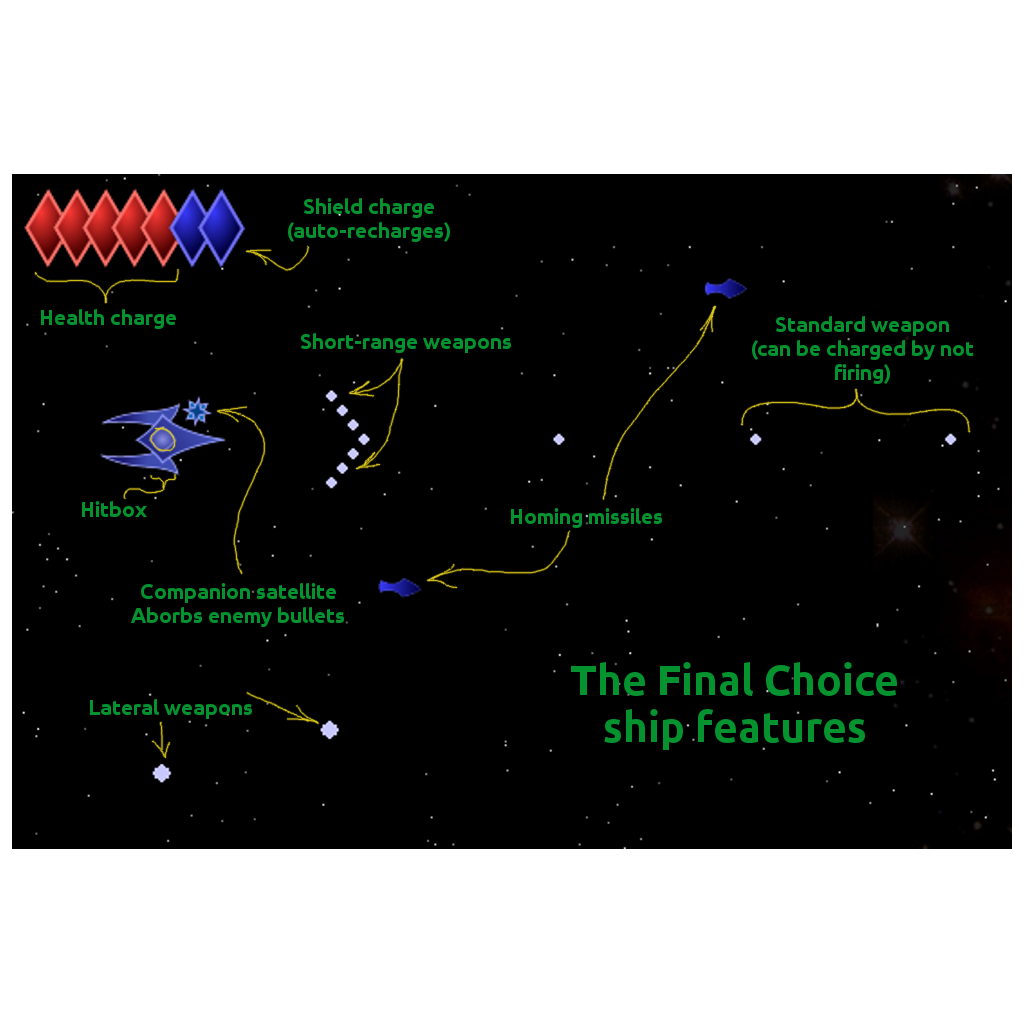 Shield charge
(auto-recharges)
Health charge
Short-range weapons
Standard weapon
(can be charged by not
firing)
Hitbox
Homing missiles
Companion satellite
Aborbs enemy bullets.
Lateral weapons
The Final Choice
ship features